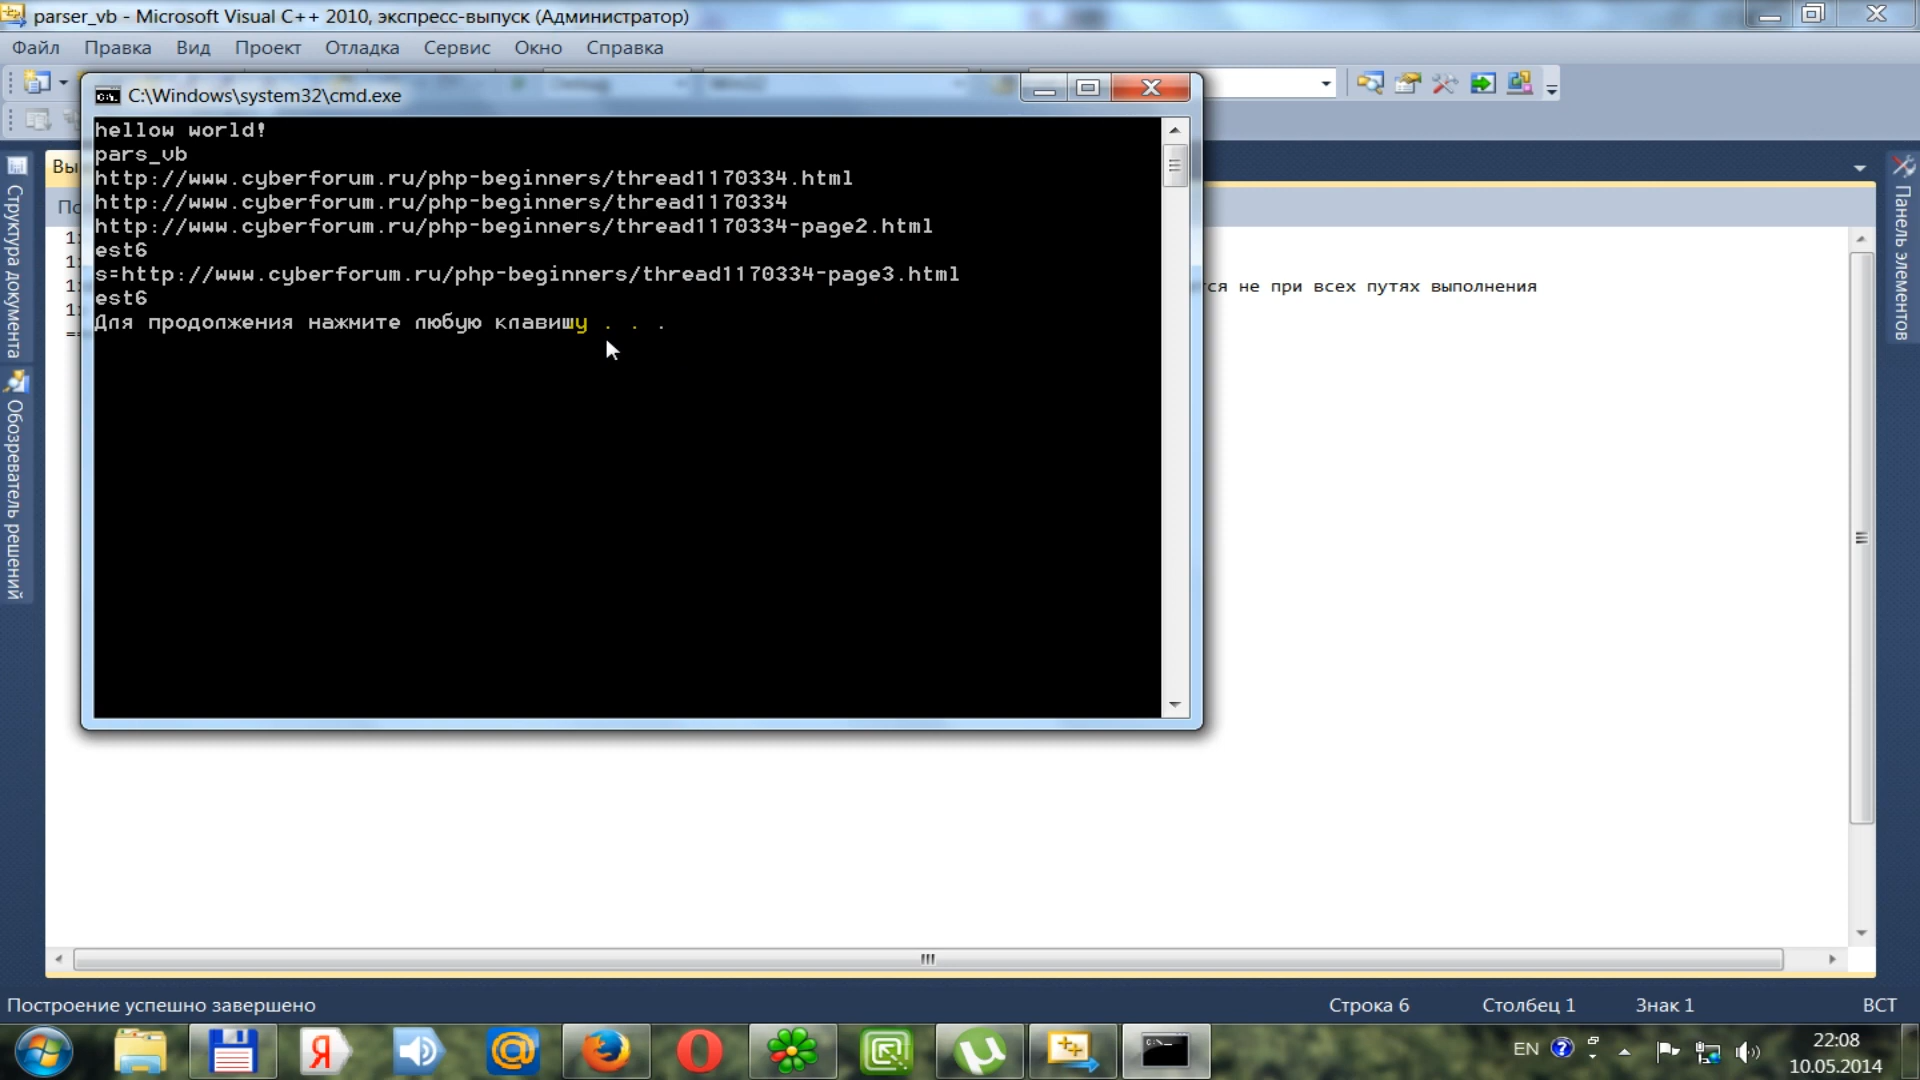 parser_vb - Microsoft Visual C++ 2010, экспресс-выпуск (Администратор)
Файл Правка Вид Проект Отладка Сервис Окно Справка
C:\Windows\system32\cmd.exe
hellow world!
pars_vb
http://www.cyberforum.ru/php-beginners/thread1170334.html
http://www.cyberforum.ru/php-beginners/thread1170334
http://www.cyberforum.ru/php-beginners/thread1170334-page2.html
est6
s=http://www.cyberforum.ru/php-beginners/thread1170334-page3.html
est6
Для продолжения нажмите любую клавишу . . .
не при всех путях выполнения
Структура документа
Обозреватель решений
Панель элементов
Построение успешно завершено Строка 6 Столбец 1 Знак 1 ВСТ
EN 22:08
10.05.2014